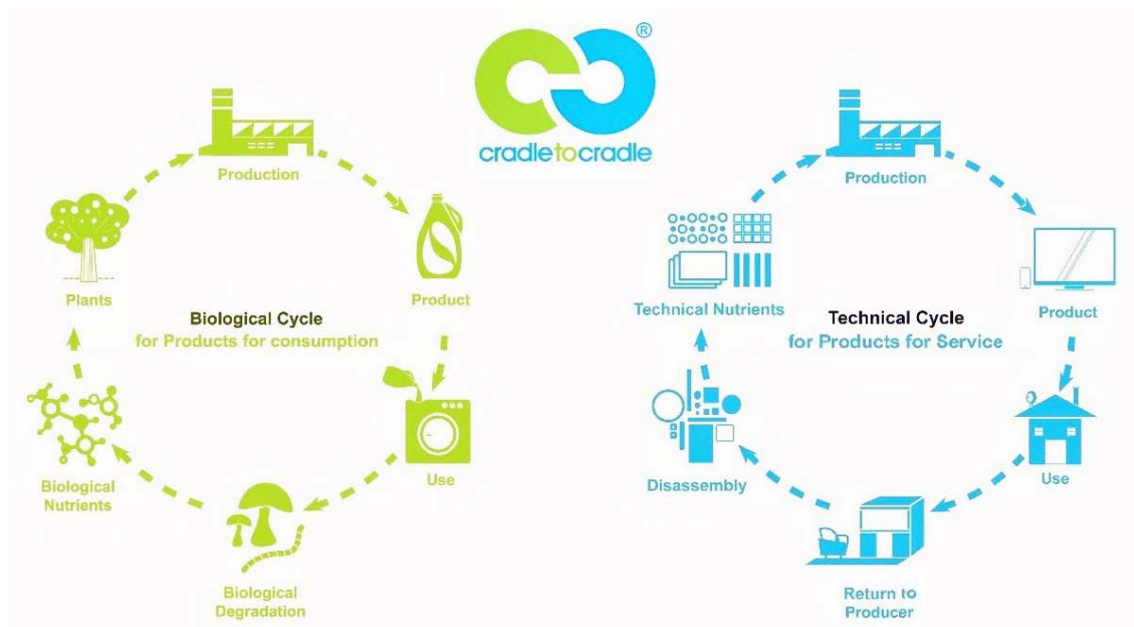 ®
cradletocradle
Production
Product
Use
Biological
Degradation
Biological
Nutrients
Plants
Biological Cycle
for Products for consumption
Production
Product
Use
Return to
Producer
Disassembly
Technical Nutrients
Technical Cycle
for Products for Service